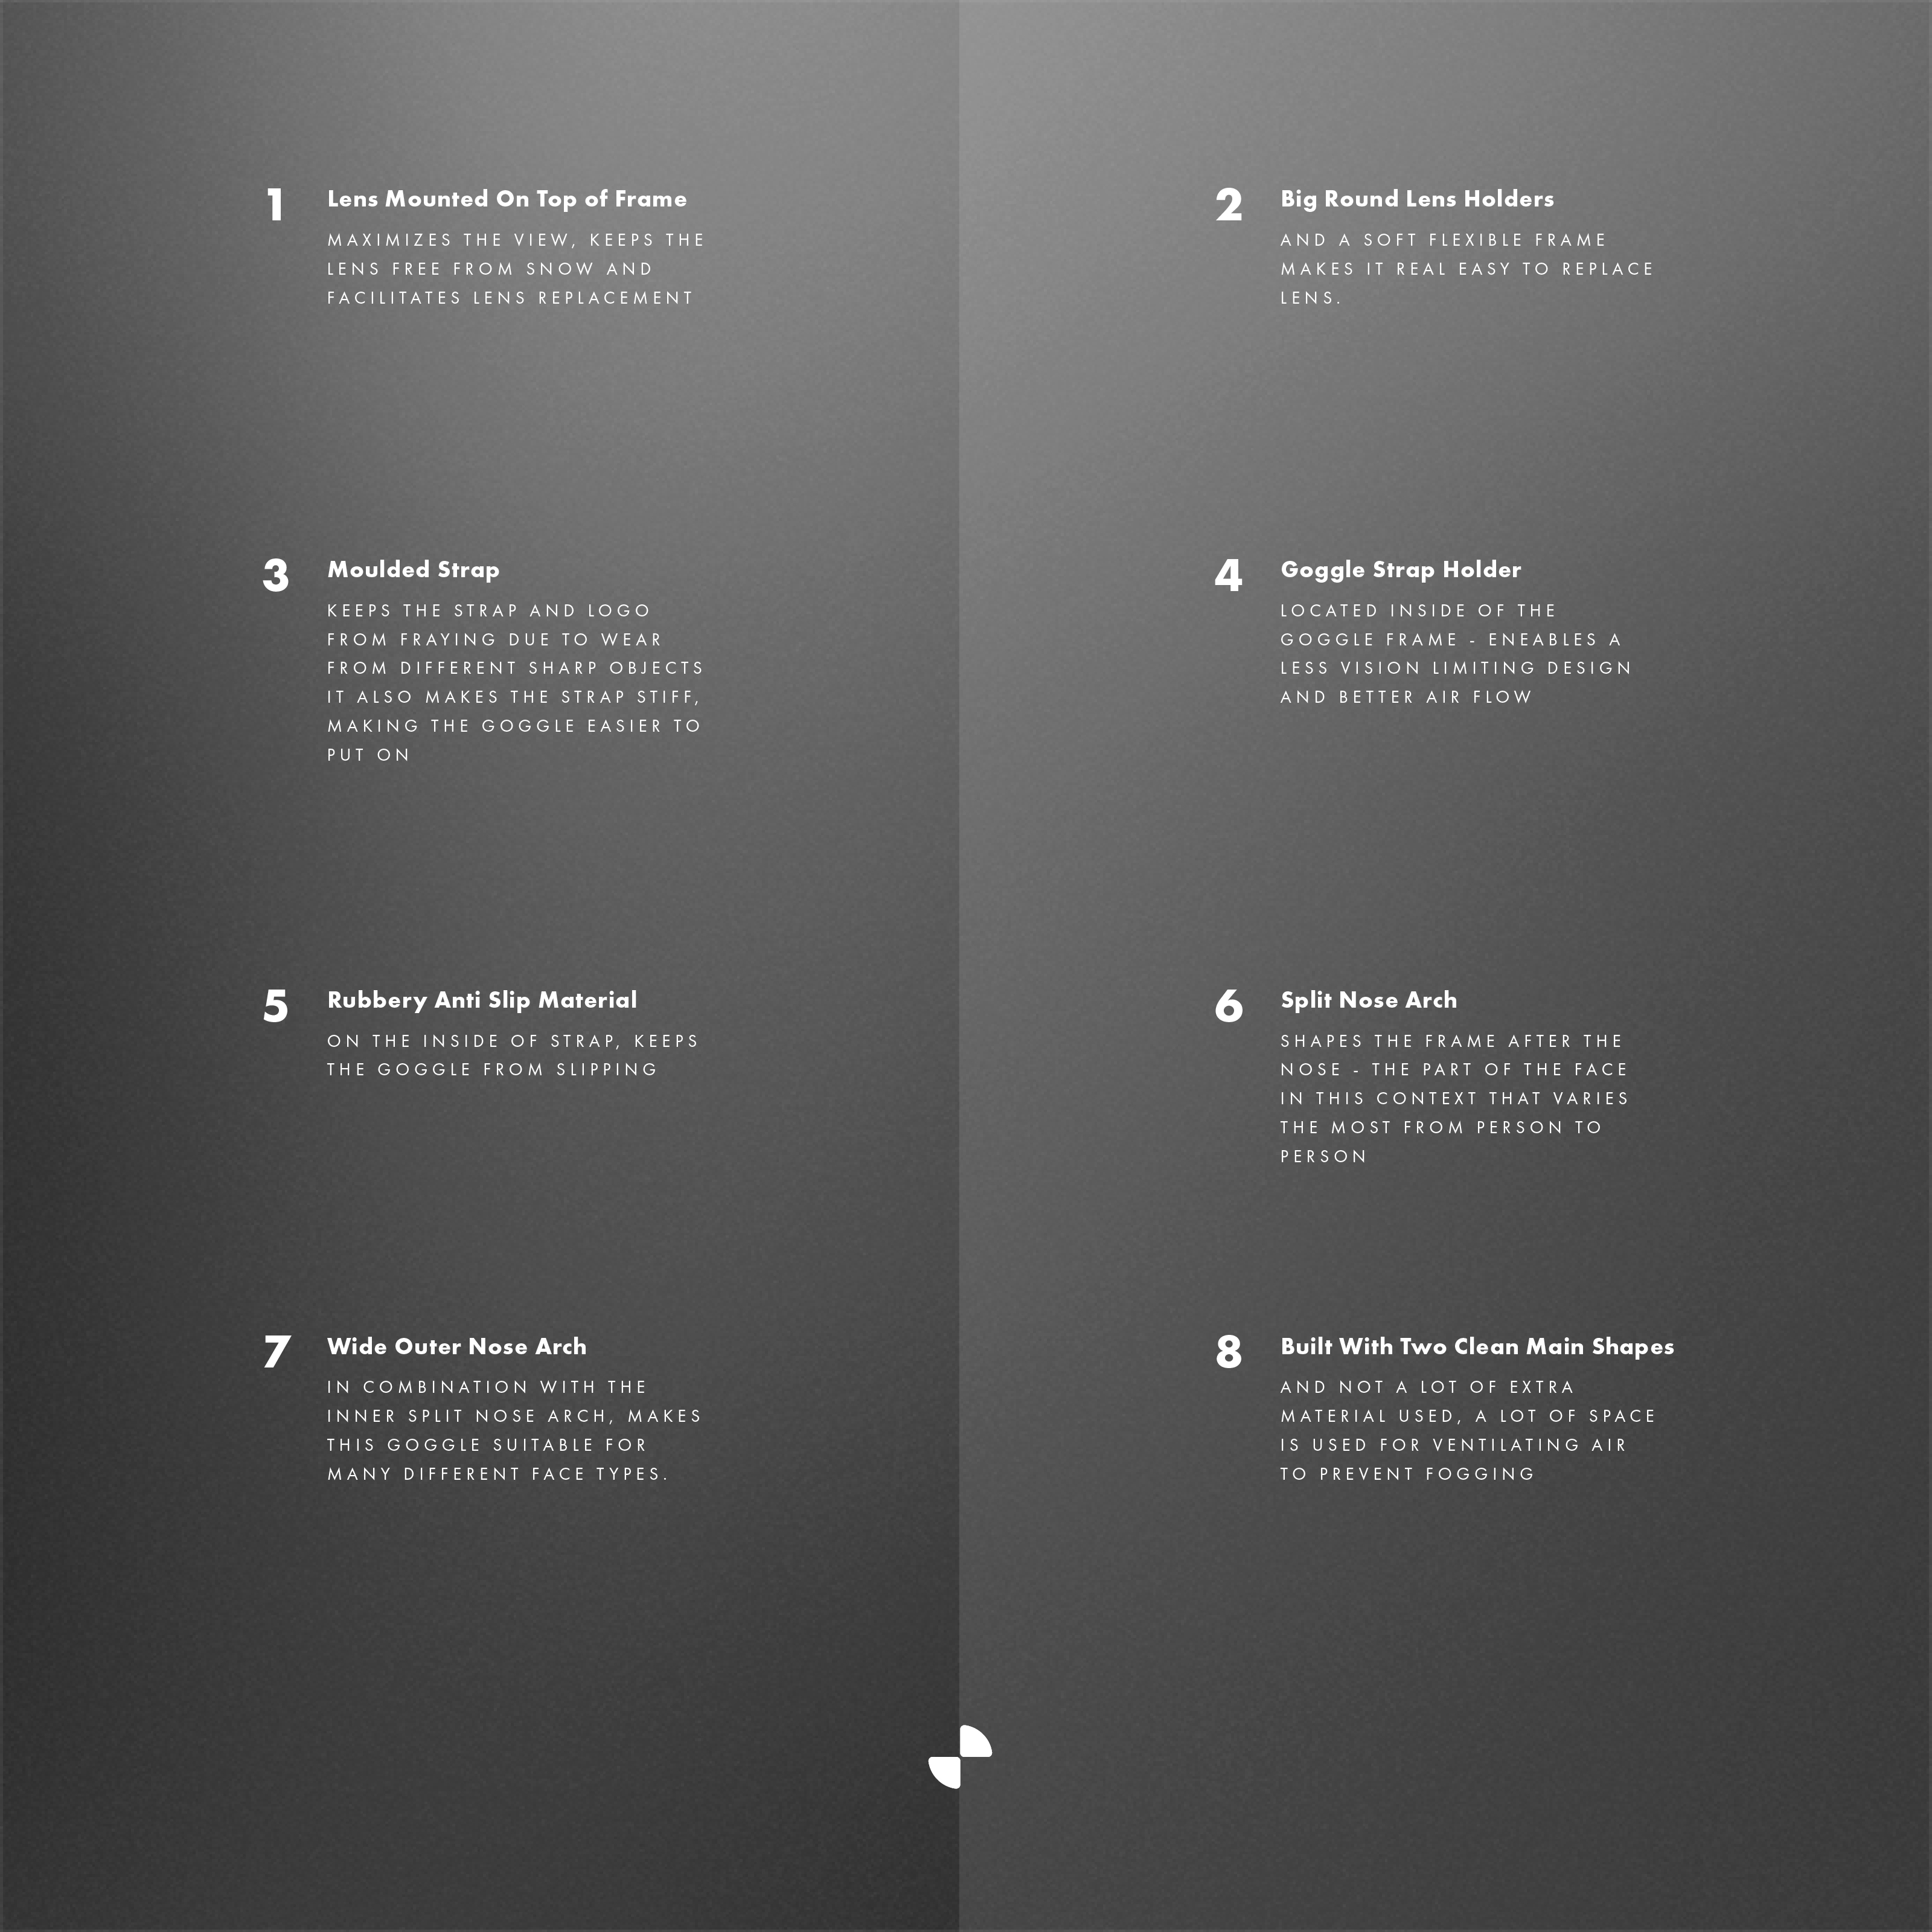 1 Lens Mounted On Top of Frame
MAXIMIZES THE VIEW, KEEPS THE
LENS FREE FROM SNOW AND
FACILITATES LENS REPLACEMENT
2 Big Round Lens Holders
AND A SOFT FLEXIBLE FRAME
MAKES IT REAL EASY TO REPLACE
LENS.
3 Moulded Strap
KEEPS THE STRAP AND LOGO
FROM FRAYING DUE TO WEAR
FROM DIFFERENT SHARP OBJECTS
IT ALSO MAKES THE STRAP STIFF,
MAKING THE GOGGLE EASIER TO
PUT ON
4 Goggle Strap Holder
LOCATED INSIDE OF THE
GOGGLE FRAME - ENEABLES A
LESS VISION LIMITING DESIGN
AND BETTER AIR FLOW
5 Rubbery Anti Slip Material
ON THE INSIDE OF STRAP, KEEPS
THE GOGGLE FROM SLIPPING
6 Split Nose Arch
SHAPES THE FRAME AFTER THE
NOSE - THE PART OF THE FACE
IN THIS CONTEXT THAT VARIES
THE MOST FROM PERSON TO
PERSON
7 Wide Outer Nose Arch
IN COMBINATION WITH THE
INNER SPLIT NOSE ARCH, MAKES
THIS GOGGLE SUITABLE FOR
MANY DIFFERENT FACE TYPES.
8 Built With Two Clean Main Shapes
AND NOT A LOT OF EXTRA
MATERIAL USED, A LOT OF SPACE
IS USED FOR VENTILATING AIR
TO PREVENT FOGGING